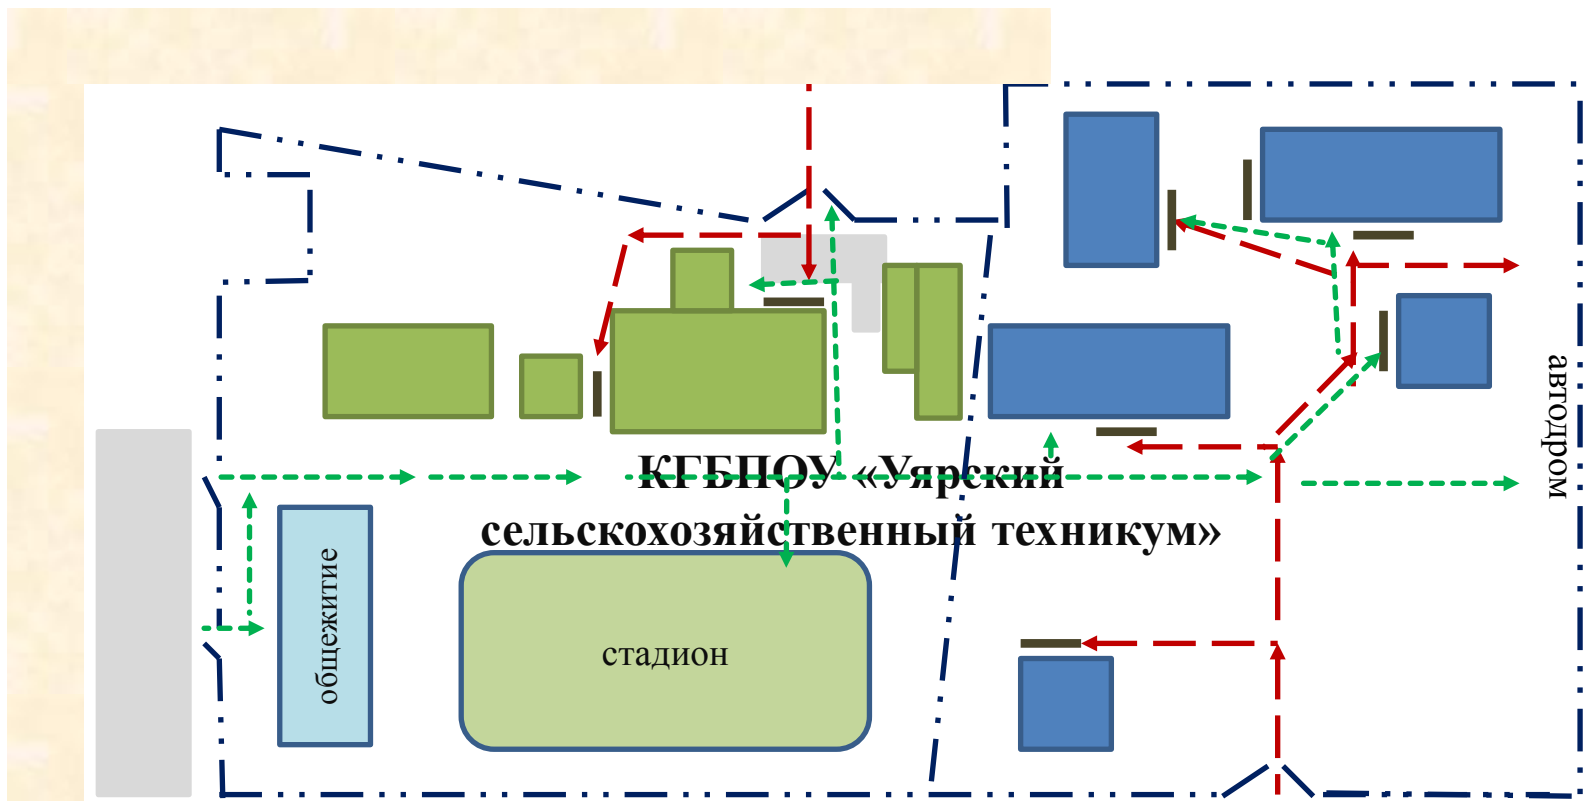 КГБПОУ «Уярский
сельскохозяйственный техникум»
автодром
общежитие
стадион